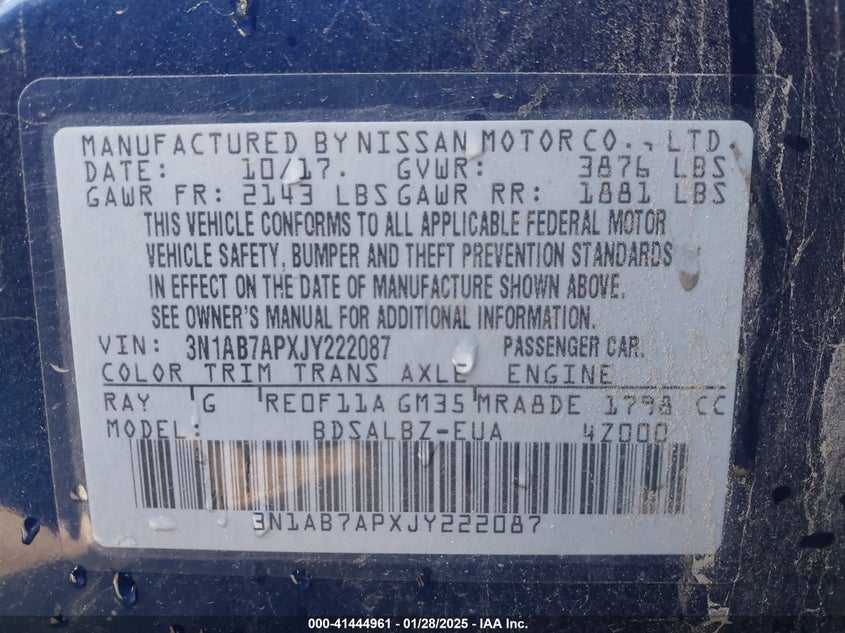 MANUFACTURED BY NISSAN MOTOR CO., LTD.
DATE: 10/17. GVWR: 3876 LBS
GAWR FR: 2143 LBS GAWR RR: 1881 LBS
THIS VEHICLE CONFORMS TO ALL APPLICABLE FEDERAL MOTOR
VEHICLE SAFETY, BUMPER AND THEFT PREVENTION STANDARDS
IN EFFECT ON THE DATE OF MANUFACTURE SHOWN ABOVE.
SEE OWNER'S MANUAL FOR ADDITIONAL INFORMATION.
VIN: 3N1AB7APXJY222087 PASSENGER CAR.
COLOR TRIM TRANS AXLE ENGINE
RAY G RE0F11A GM35 MRA8DE 1798 CC
MODEL: BDSALBZ-EUA 4Z000
3N1AB7APXJY222087
000-41444961 | 01/28/2025 - IAA Inc.